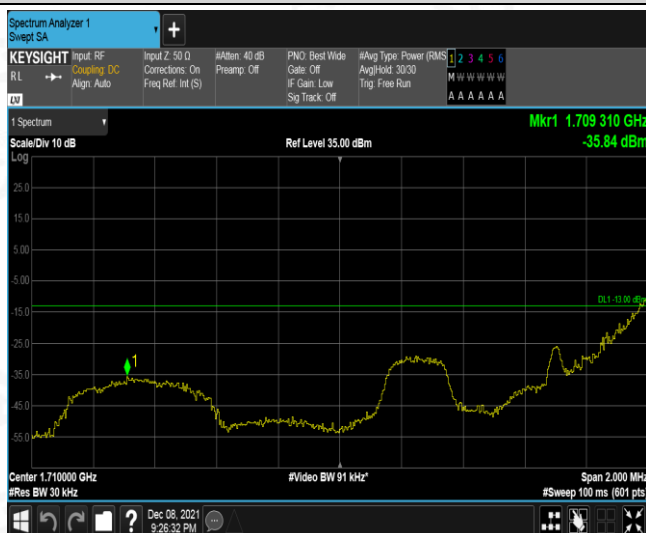 Spectrum Analyzer 1
Swept SA
KEYSIGHT
RL
LXI
Input: RF
Coupling: DC
Align: Auto
Input Z: 50 Ω
Corrections: On
Freq Ref: Int (S)
#Atten: 40 dB
Preamp: Off
PNO: Best Wide
Gate: Off
IF Gain: Low
Sig Track: Off
#Avg Type: Power (RMS
Avg|Hold: 30/30
Trig: Free Run
1 2 3 4 5 6
M W W W W W
A A A A A A
1 Spectrum
Scale/Div 10 dB
Ref Level 35.00 dBm
Mkr1 1.709 310 GHz
-35.84 dBm
Log
25.0
15.0
5.00
-5.00
DL1 -13.00 dBm
-15.0
-25.0
1
-35.0
-45.0
-55.0
Center 1.710000 GHz
#Video BW 91 kHz*
Span 2.000 MHz
#Res BW 30 kHz
#Sweep 100 ms (601 pts)
?
Dec 08, 2021
9:26:32 PM